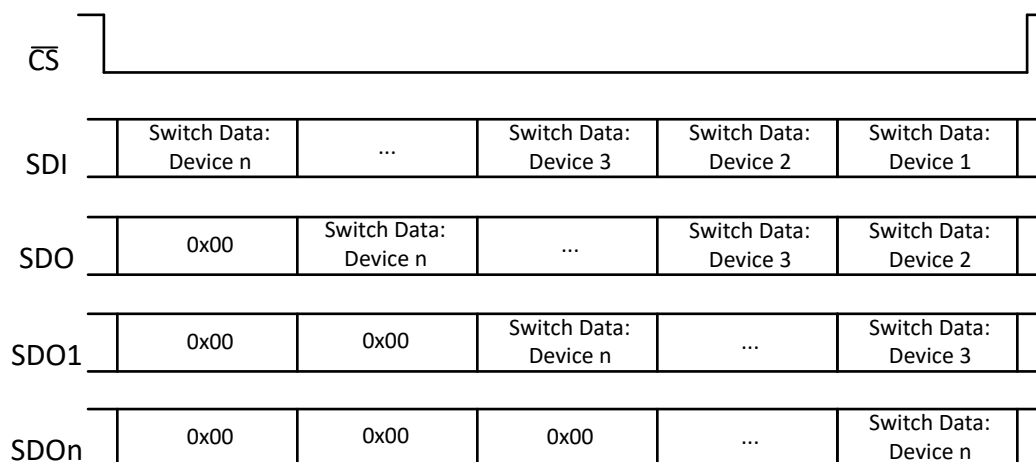 C̅S̅
SDI
Switch Data:
Device n
...
Switch Data:
Device 3
Switch Data:
Device 2
Switch Data:
Device 1
SDO
0x00
Switch Data:
Device n
...
Switch Data:
Device 3
Switch Data:
Device 2
SDO1
0x00
0x00
Switch Data:
Device n
...
Switch Data:
Device 3
SDOn
0x00
0x00
0x00
...
Switch Data:
Device n